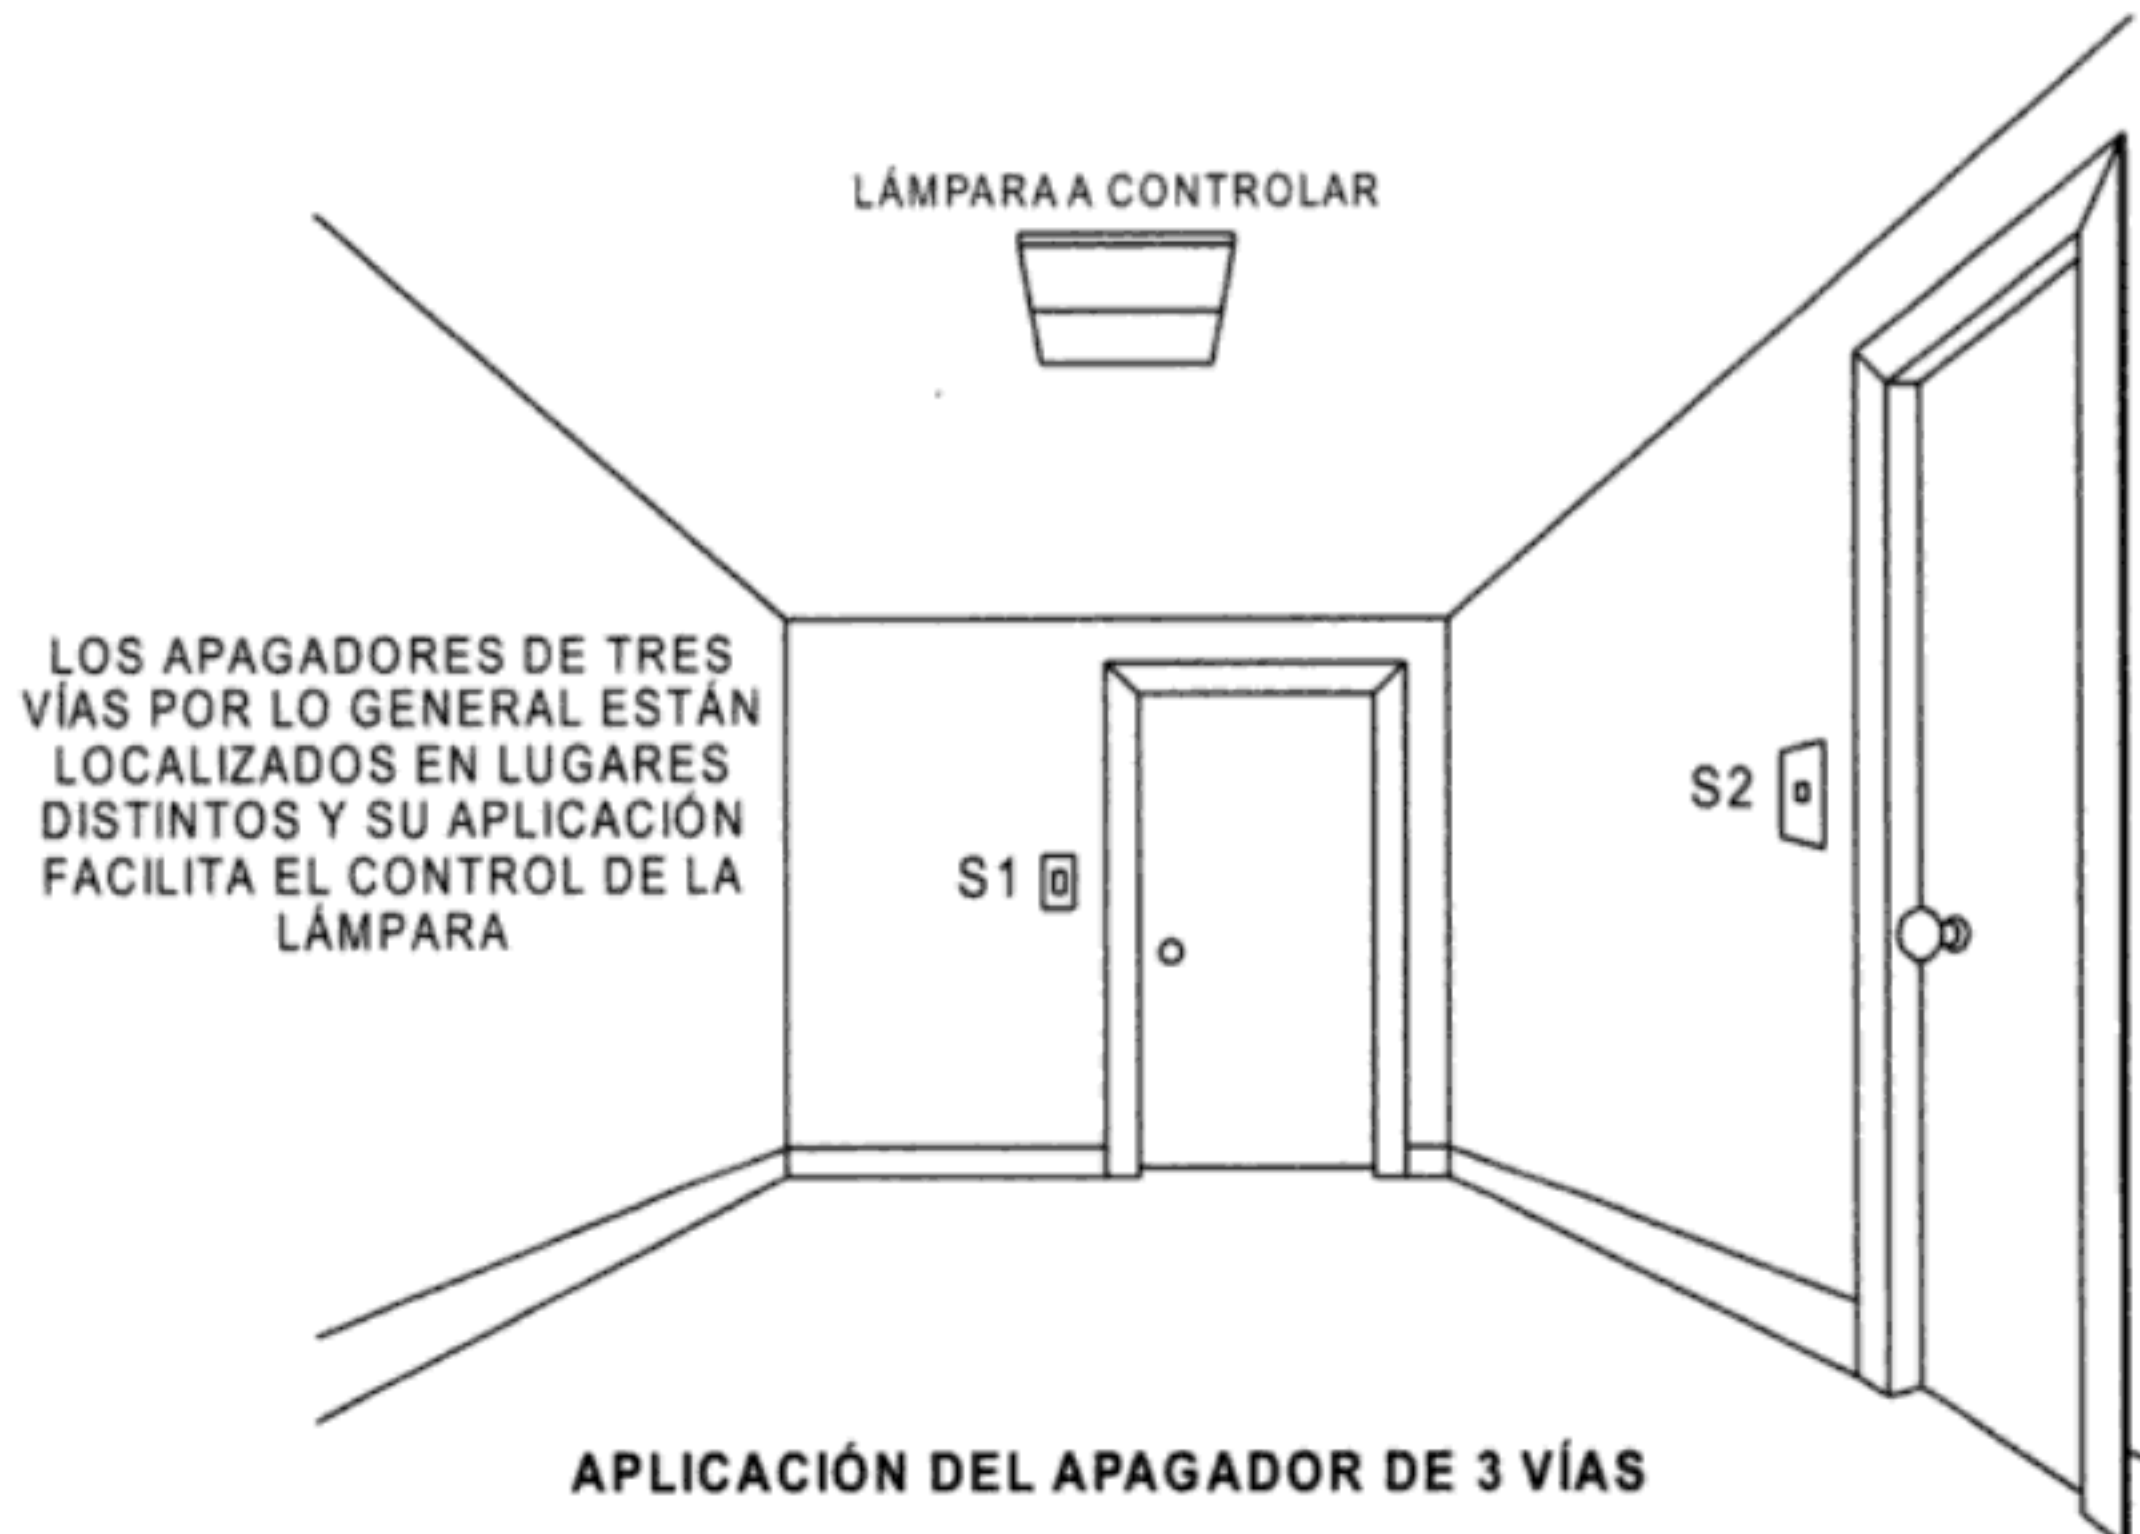 LÁMPARA A CONTROLAR
LOS APAGADORES DE TRES
VÍAS POR LO GENERAL ESTÁN
LOCALIZADOS EN LUGARES
DISTINTOS Y SU APLICACIÓN
FACILITA EL CONTROL DE LA
LÁMPARA
S1
S2
APLICACIÓN DEL APAGADOR DE 3 VÍAS